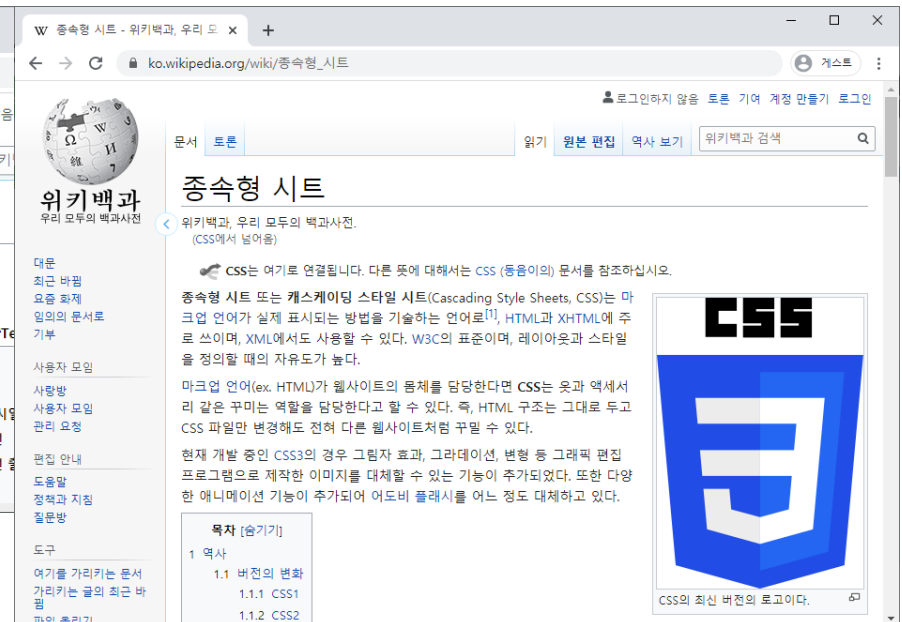 종속형 시트 - 위키백과, 우리 모
ko.wikipedia.org/wiki/종속형_시트
게스트
로그인하지 않음 토론 기여 계정 만들기 로그인
문서 토론 읽기 원본 편집 역사 보기 위키백과 검색
위키백과
우리 모두의 백과사전
대문
최근 바뀜
요즘 화제
임의의 문서로
기부
사용자 모임
사랑방
사용자 모임
관리 요청
편집 안내
도움말
정책과 지침
질문방
도구
여기를 가리키는 문서
가리키는 글의 최근 바
뀜
파일 올리기
종속형 시트
위키백과, 우리 모두의 백과사전.
(CSS에서 넘어옴)
CSS는 여기로 연결됩니다. 다른 뜻에 대해서는 CSS (동음이의) 문서를 참조하십시오.
종속형 시트 또는 캐스케이딩 스타일 시트(Cascading Style Sheets, CSS)는 마
크업 언어가 실제 표시되는 방법을 기술하는 언어로[1], HTML과 XHTML에 주
로 쓰이며, XML에서도 사용할 수 있다. W3C의 표준이며, 레이아웃과 스타일
을 정의할 때의 자유도가 높다.
마크업 언어(ex. HTML)가 웹사이트의 몸체를 담당한다면 CSS는 옷과 액세서
리 같은 꾸미는 역할을 담당한다고 할 수 있다. 즉, HTML 구조는 그대로 두고
CSS 파일만 변경해도 전혀 다른 웹사이트처럼 꾸밀 수 있다.
현재 개발 중인 CSS3의 경우 그림자 효과, 그라데이션, 변형 등 그래픽 편집
프로그램으로 제작한 이미지를 대체할 수 있는 기능이 추가되었다. 또한 다양
한 애니메이션 기능이 추가되어 어도비 플래시를 어느 정도 대체하고 있다.
목차 [숨기기]
1 역사
1.1 버전의 변화
1.1.1 CSS1
1.1.2 CSS2
CSS
3
CSS의 최신 버전의 로고이다.